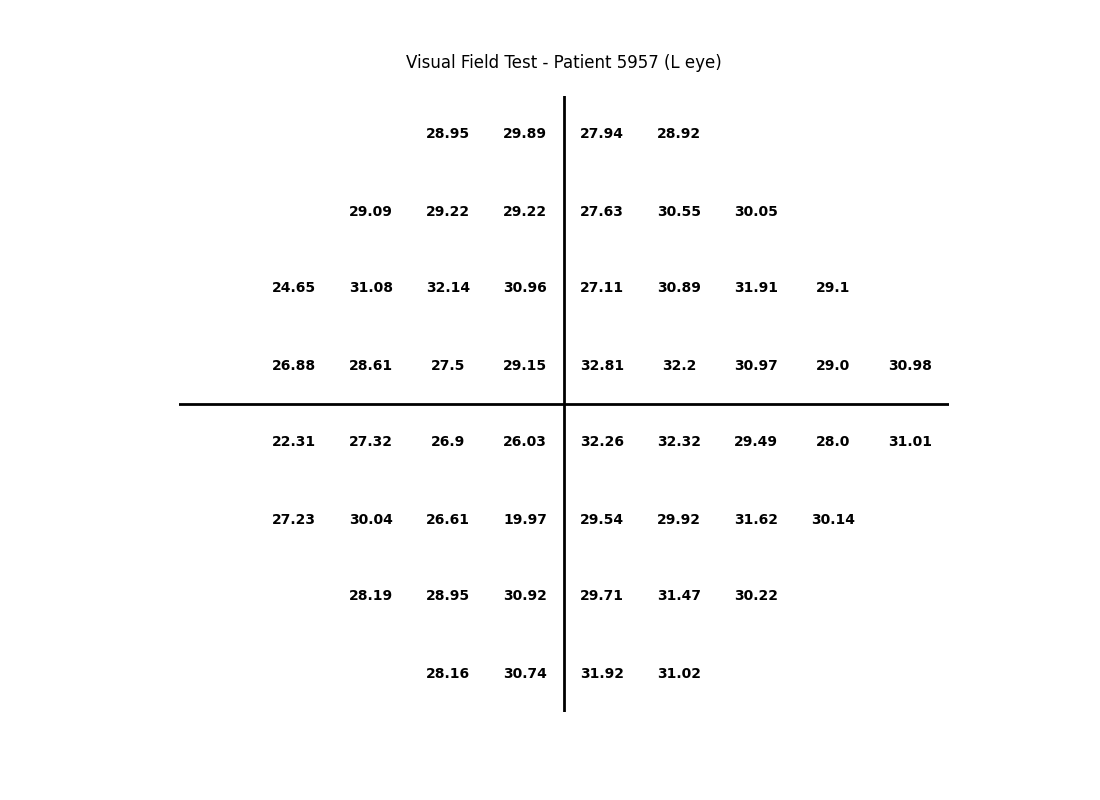 Visual Field Test - Patient 5957 (L eye)
28.95 29.89 27.94 28.92
29.09 29.22 29.22 27.63 30.55 30.05
24.65 31.08 32.14 30.96 27.11 30.89 31.91 29.1
26.88 28.61 27.5 29.15 32.81 32.2 30.97 29.0 30.98
22.31 27.32 26.9 26.03 32.26 32.32 29.49 28.0 31.01
27.23 30.04 26.61 19.97 29.54 29.92 31.62 30.14
28.19 28.95 30.92 29.71 31.47 30.22
28.16 30.74 31.92 31.02